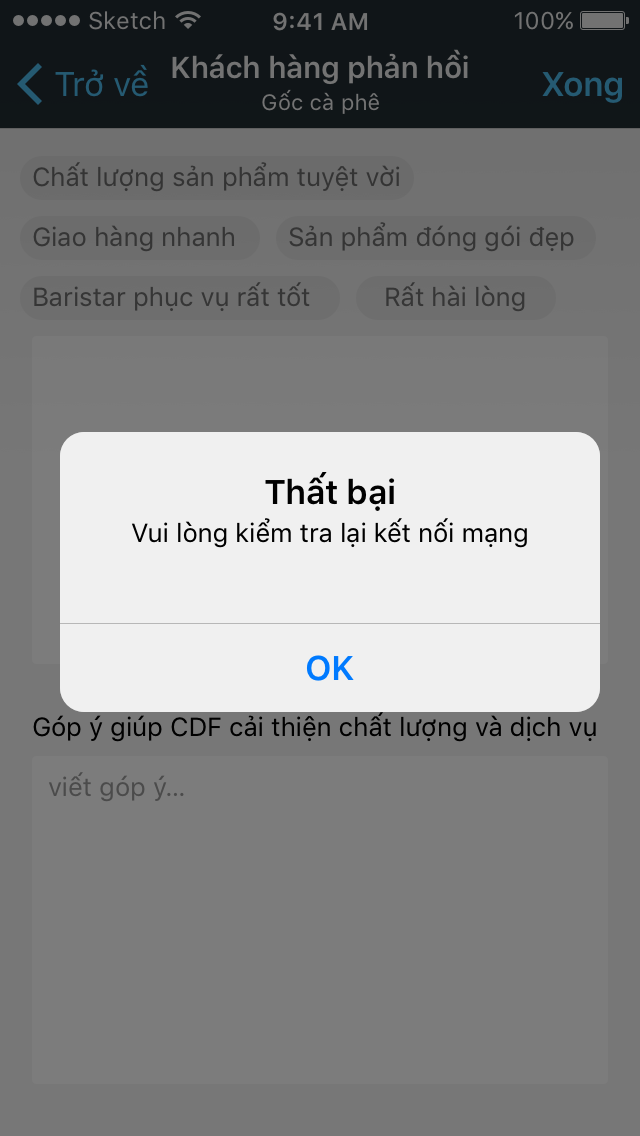 Sketch 9:41 AM 100%
Trở về Khách hàng phản hồi Xong
Gốc cà phê
Chất lượng sản phẩm tuyệt vời
Giao hàng nhanh Sản phẩm đóng gói đẹp
Baristar phục vụ rất tốt Rất hài lòng
Thất bại
Vui lòng kiểm tra lại kết nối mạng
OK
Góp ý giúp CDF cải thiện chất lượng và dịch vụ
viết góp ý...